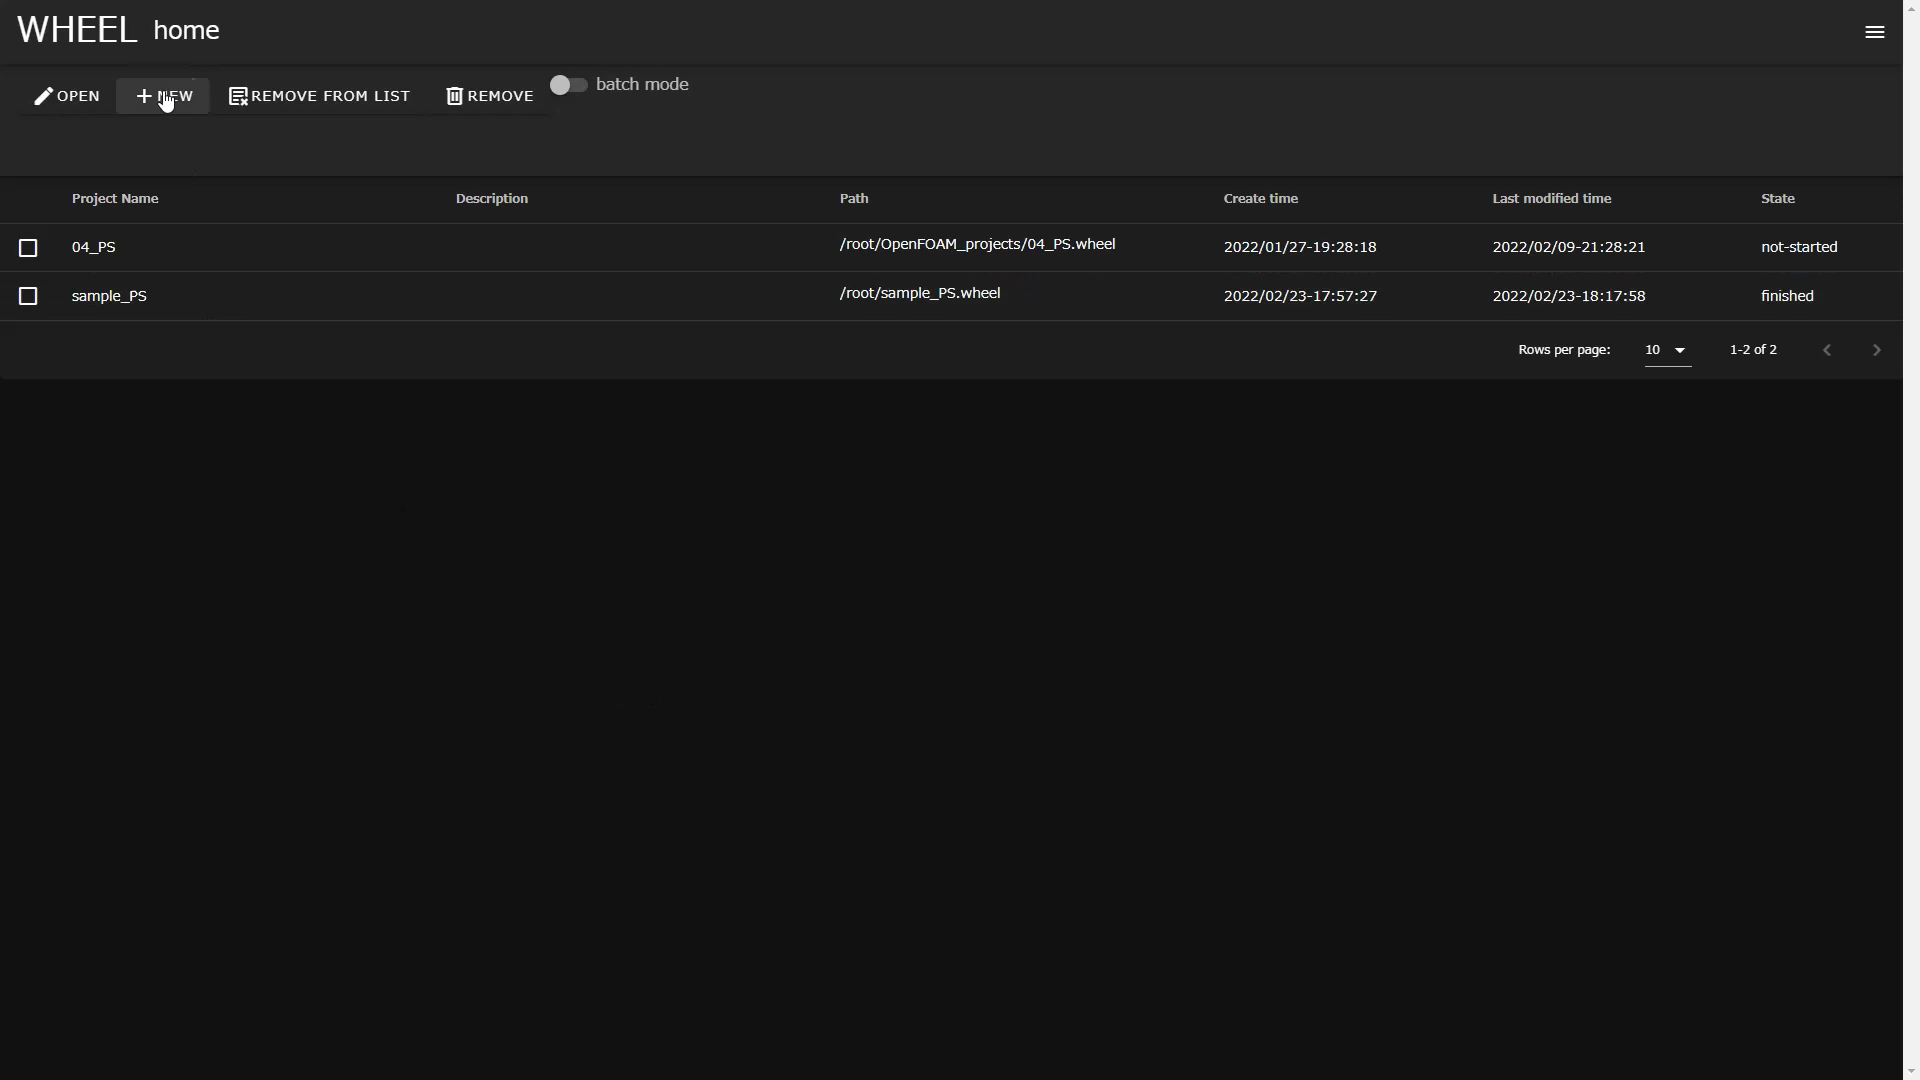 WHEEL home
OPEN NEW REMOVE FROM LIST REMOVE batch mode
Project Name Description Path Create time Last modified time State
04_PS /root/OpenFOAM_projects/04_PS.wheel 2022/01/27-19:28:18 2022/02/09-21:28:21 not-started
sample_PS /root/sample_PS.wheel 2022/02/23-17:57:27 2022/02/23-18:17:58 finished
Rows per page: 10 1-2 of 2